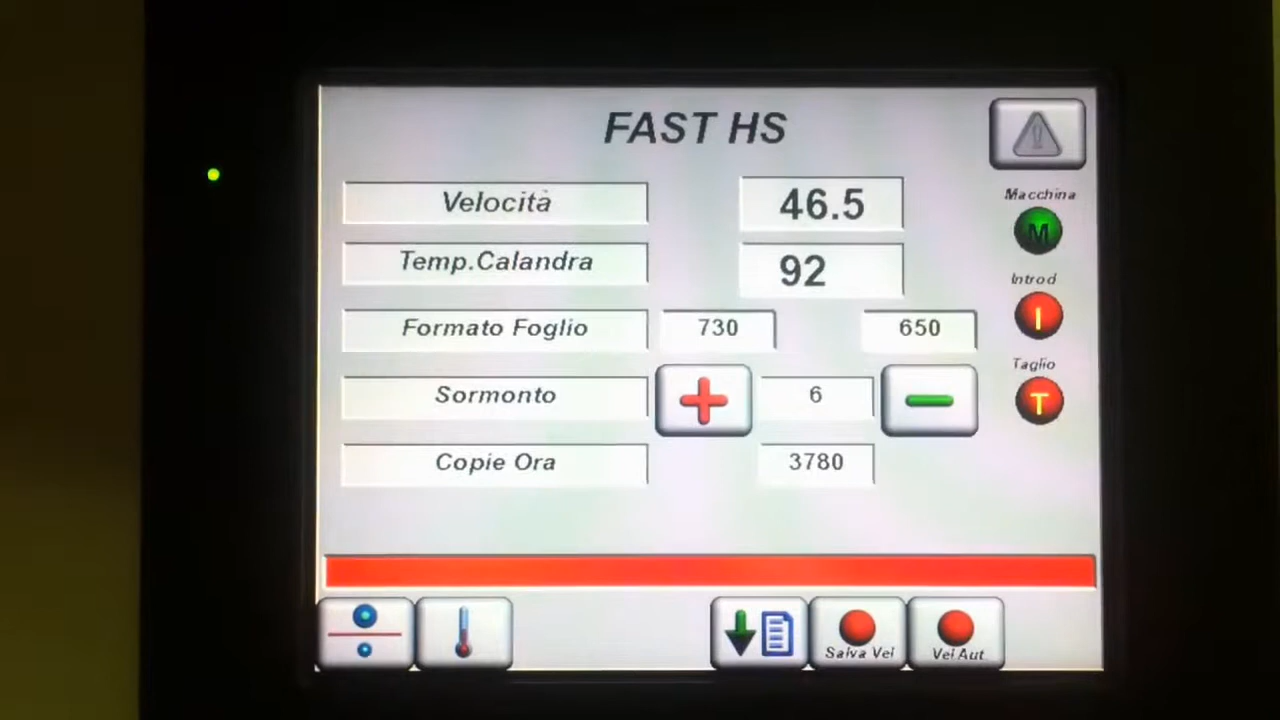 FAST HS
Velocità 46.5
Temp.Calandra 92
Formato Foglio 730 650
Sormonto 6
Copie Ora 3780
Macchina
M
Introd
I
Taglio
T
Salva Vel
Vel Aut